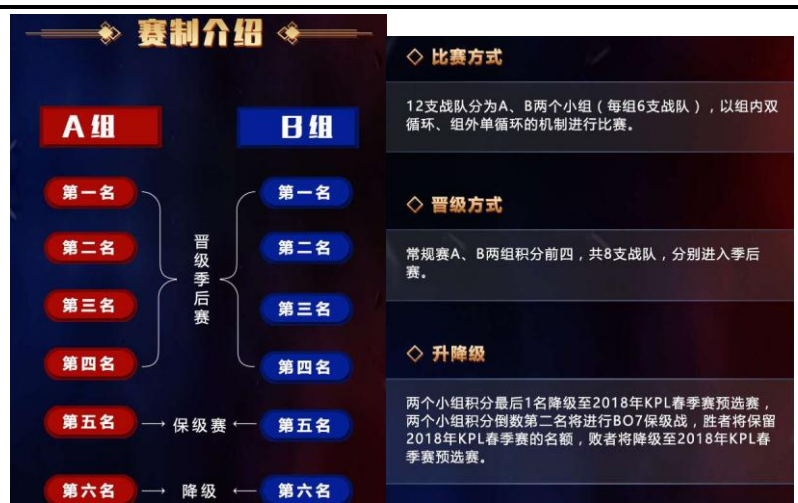 赛制介绍
A组
B组
第一名
第一名
第二名
第二名
晋级季后赛
第三名
第三名
第四名
第四名
第五名
保级赛
第五名
第六名
降级
第六名
比赛方式
12支战队分为A、B两个小组(每组6支战队),以组内双
循环、组外单循环的机制进行比赛。
晋级方式
常规赛A、B两组积分前四,共8支战队,分别进入季后
赛。
升降级
两个小组积分最后1名降级至2018年KPL春季赛预选赛,
两个小组积分倒数第二名将进行BO7保级战,胜者将保留
2018年KPL春季赛的名额,败者将降级至2018年KPL春
季赛预选赛。